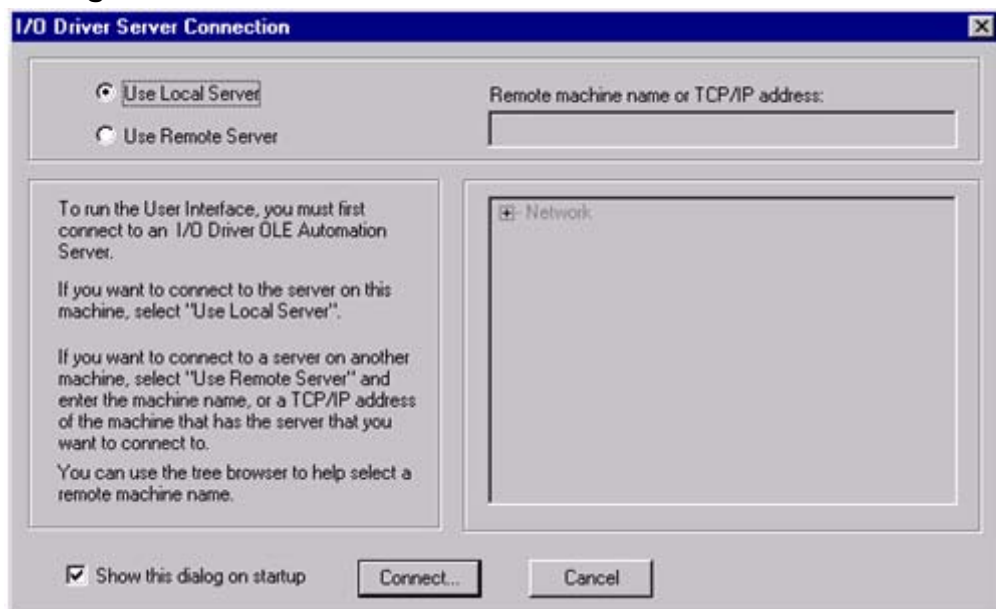 I/O Driver Server Connection
Use Local Server
Use Remote Server
Remote machine name or TCP/IP address:
To run the User Interface, you must first
connect to an I/O Driver OLE Automation
Server.
If you want to connect to the server on this
machine, select "Use Local Server".
If you want to connect to a server on another
machine, select "Use Remote Server" and
enter the machine name, or a TCP/IP address
of the machine that has the server that you
want to connect to.
You can use the tree browser to help select a
remote machine name.
Network
Show this dialog on startup
Connect...
Cancel